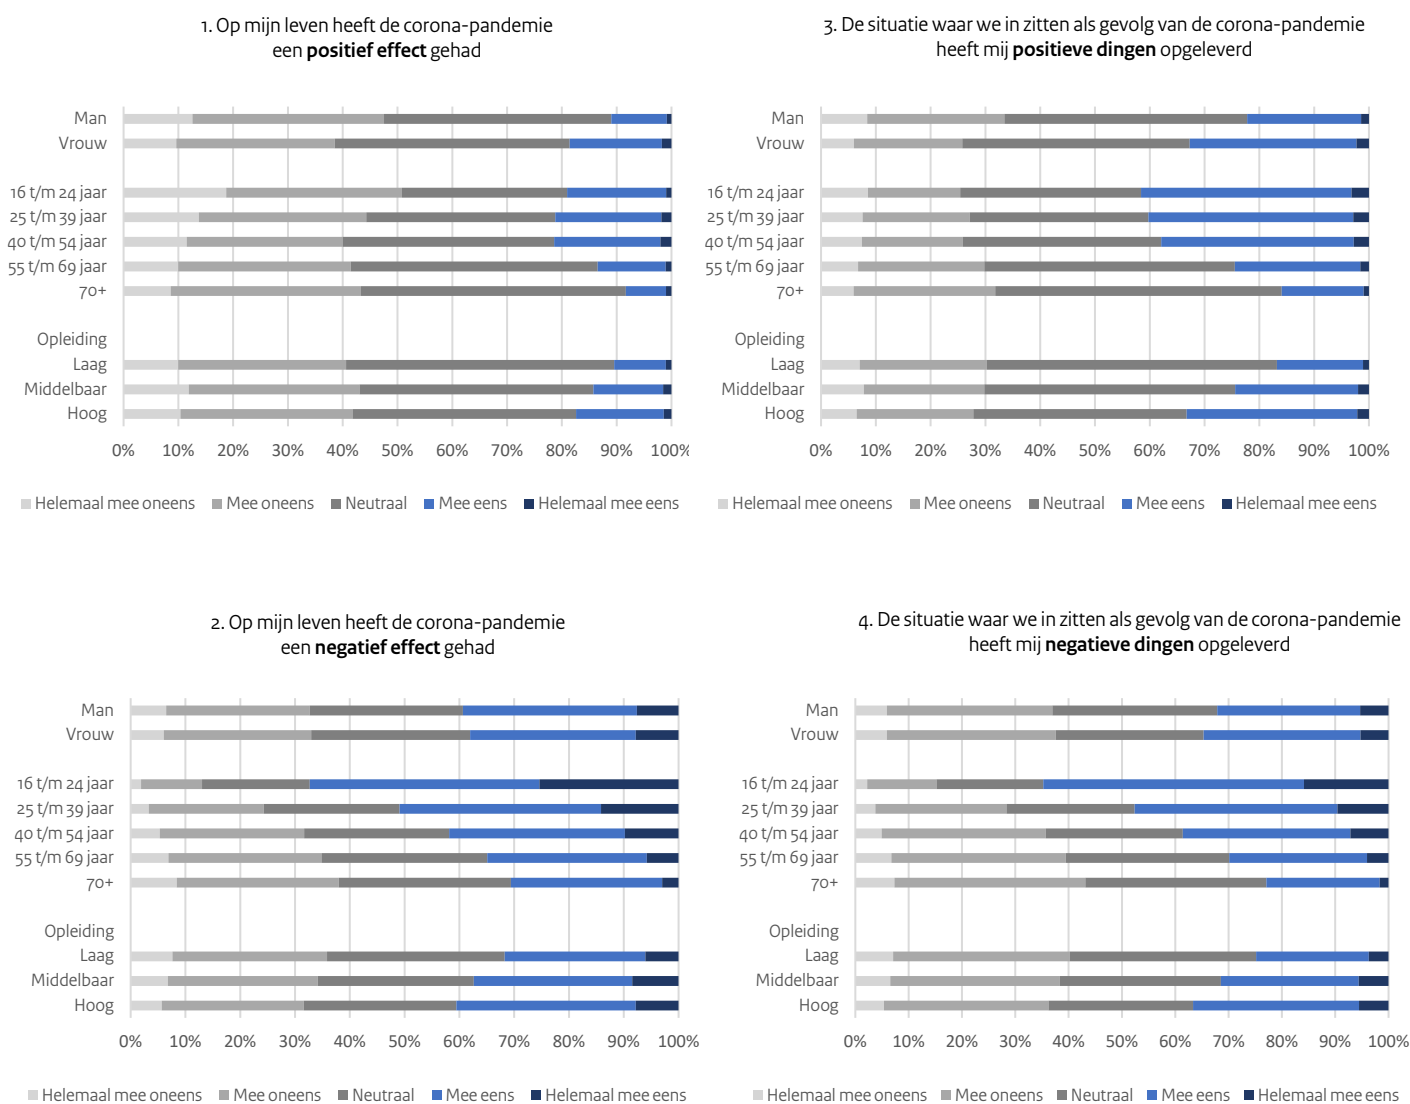 1. Op mijn leven heeft de corona-pandemie
een positief effect gehad
Man
Vrouw
16 t/m 24 jaar
25 t/m 39 jaar
40 t/m 54 jaar
55 t/m 69 jaar
70+
Opleiding
Laag
Middelbaar
Hoog
0% 10% 20% 30% 40% 50% 60% 70% 80% 90% 100%
Helemaal mee oneens Mee oneens Neutraal Mee eens Helemaal mee eens
3. De situatie waar we in zitten als gevolg van de corona-pandemie
heeft mij positieve dingen opgeleverd
Man
Vrouw
16 t/m 24 jaar
25 t/m 39 jaar
40 t/m 54 jaar
55 t/m 69 jaar
70+
Opleiding
Laag
Middelbaar
Hoog
0% 10% 20% 30% 40% 50% 60% 70% 80% 90% 100%
Helemaal mee oneens Mee oneens Neutraal Mee eens Helemaal mee eens
2. Op mijn leven heeft de corona-pandemie
een negatief effect gehad
Man
Vrouw
16 t/m 24 jaar
25 t/m 39 jaar
40 t/m 54 jaar
55 t/m 69 jaar
70+
Opleiding
Laag
Middelbaar
Hoog
0% 10% 20% 30% 40% 50% 60% 70% 80% 90% 100%
Helemaal mee oneens Mee oneens Neutraal Mee eens Helemaal mee eens
4. De situatie waar we in zitten als gevolg van de corona-pandemie
heeft mij negatieve dingen opgeleverd
Man
Vrouw
16 t/m 24 jaar
25 t/m 39 jaar
40 t/m 54 jaar
55 t/m 69 jaar
70+
Opleiding
Laag
Middelbaar
Hoog
0% 10% 20% 30% 40% 50% 60% 70% 80% 90% 100%
Helemaal mee oneens Mee oneens Neutraal Mee eens Helemaal mee eens